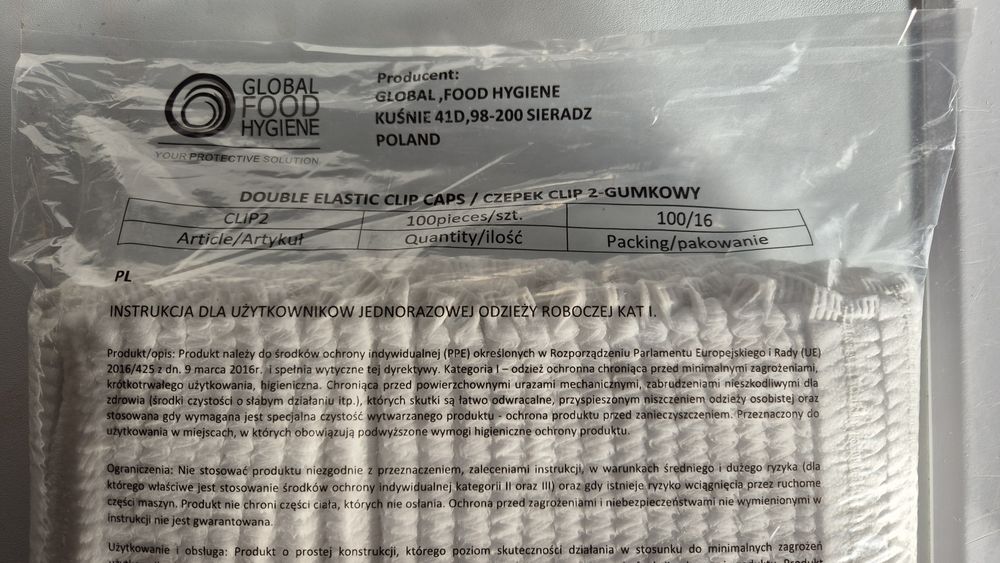 GLOBAL
FOOD
HYGIENE
YOUR PROTECTIVE SOLUTION
Producent:
GLOBAL ,FOOD HYGIENE
KUŚNIE 41D,98-200 SIERADZ
POLAND
DOUBLE ELASTIC CLIP CAPS / CZEPEK CLIP 2-GUMKOWY
CLIP2 100pieces/szt. 100/16
Article/Artykuł Quantity/ilość Packing/pakowanie
PL
INSTRUKCJA DLA UŻYTKOWNIKOW JEDNORAZOWEJ ODZIEŻY ROBOCZEJ KAT I.
Produkt/opis: Produkt należy do środków ochrony indywidualnej (PPE) określonych w Rozporządzeniu Parlamentu Europejskiego i Rady (UE)
2016/425 z dn. 9 marca 2016r. i spełnia wytyczne tej dyrektywy. Kategoria I – odzież ochronna chroniąca przed minimalnymi zagrożeniami,
krótkotrwałego użytkowania, higieniczna. Chroniąca przed powierzchownymi urazami mechanicznymi, zabrudzeniami nieszkodliwymi dla
zdrowia (środki czystości o słabym działaniu itp.), których skutki są łatwo odwracalne, przyspieszonym niszczeniem odzieży osobistej oraz
stosowana gdy wymagana jest specjalna czystość wytwarzanego produktu - ochrona produktu przed zanieczyszczeniem. Przeznaczony do
użytkowania w miejscach, w których obowiązują podwyższone wymogi higieniczne ochrony produktu.
Ograniczenia: Nie stosować produktu niezgodnie z przeznaczeniem, zaleceniami instrukcji, w warunkach średniego i dużego ryzyka (dla
którego właściwe jest stosowanie środków ochrony indywidualnej kategorii II oraz III) oraz gdy istnieje ryzyko wciągnięcia przez ruchome
części maszyn. Produkt nie chroni części ciała, których nie osłania. Ochrona przed zagrożeniami i niebezpieczeństwami nie wymienionymi w
instrukcji nie jest gwarantowana.
Użytkowanie i obsługa: Produkt o prostej konstrukcji, którego poziom skuteczności działania w stosunku do minimalnych zagrożeń